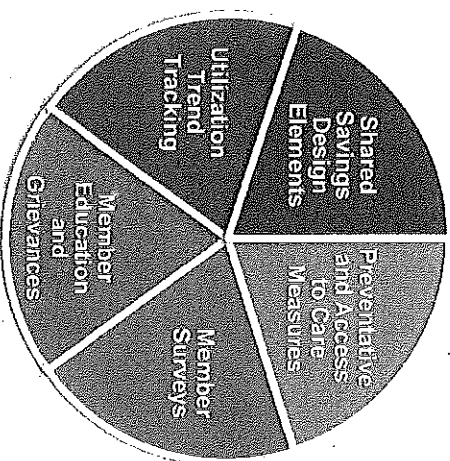 Shared
Savings
Design
Elements
Preventative
and Access
to Care
Measures
Member
Surveys
Member
Education
and
Grievances
Utilization
Trend
Tracking